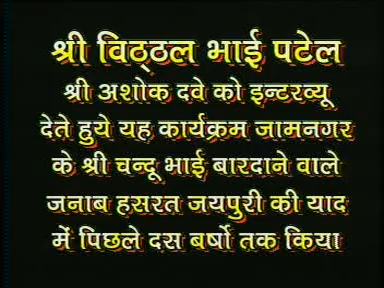 श्री विठ्ठल भाई पटेल
श्री अशोक दवे को इन्टरव्यू
देते हुये यह कार्यक्रम जामनगर
के श्री चन्दू भाई बारदाने वाले
जनाब हसरत जयपुरी की याद
में पिछले दस बर्षो तक किया